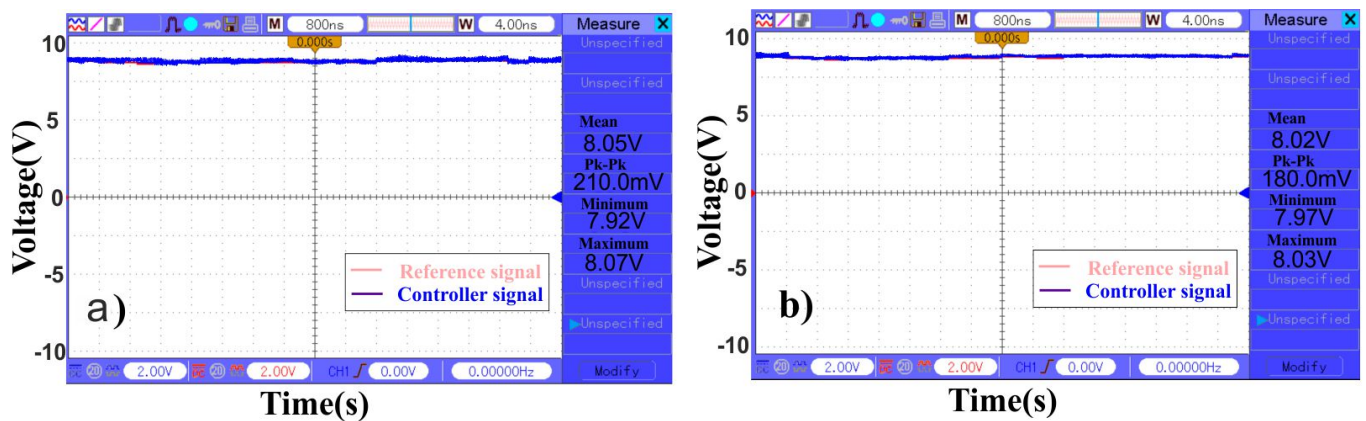 M 800ns W 4.00ns Measure X
0.000s
Unspecified
Unspecified
Mean
8.05V
Pk-Pk
210.0mV
Minimum
7.92V
Maximum
8.07V
Unspecified
Unspecified
Modify
10
5
0
-5
-10
Voltage(V)
Reference signal
Controller signal
a)
2.00V 2.00V CH1 0.00V 0.00000Hz
Time(s)
M 800ns W 4.00ns Measure X
0.000s
Unspecified
Unspecified
Mean
8.02V
Pk-Pk
180.0mV
Minimum
7.97V
Maximum
8.03V
Unspecified
Unspecified
Modify
10
5
0
-5
-10
Voltage(V)
Reference signal
Controller signal
b)
2.00V 2.00V CH1 0.00V 0.00000Hz
Time(s)